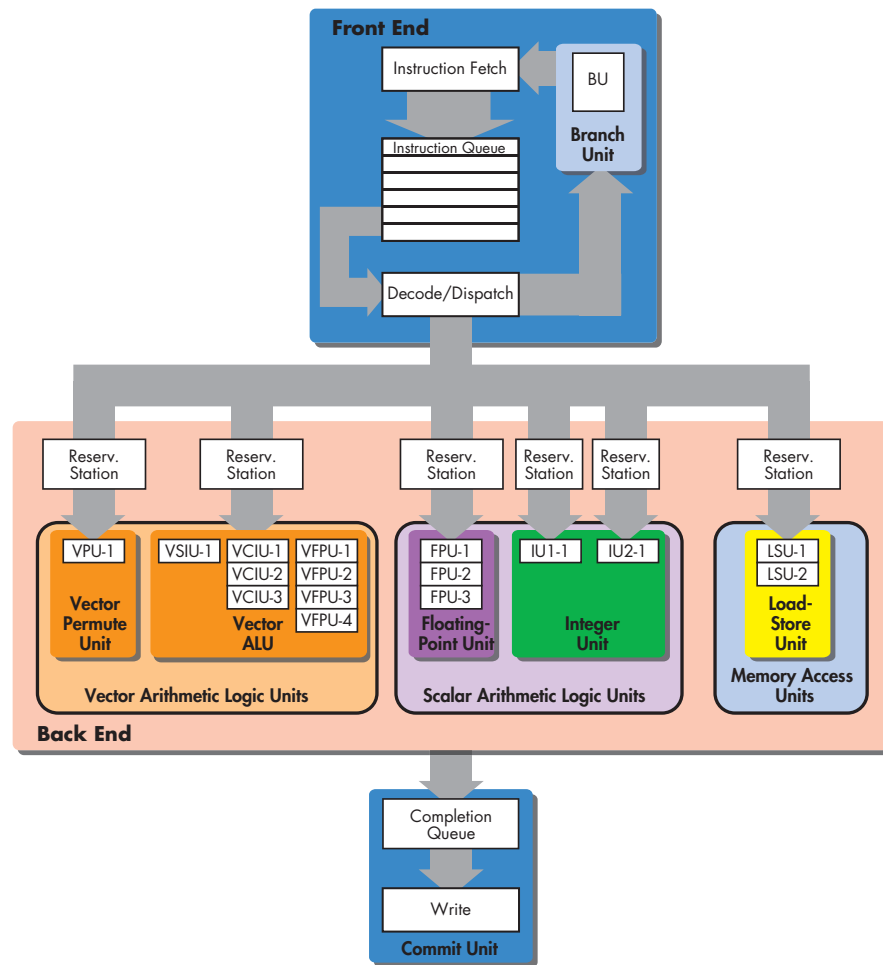 Front End
Instruction Fetch
BU
Branch
Unit
Instruction Queue
Decode/Dispatch
Reserv.
Station
Reserv.
Station
Reserv.
Station
Reserv.
Station
Reserv.
Station
Reserv.
Station
VPU-1
Vector
Permute
Unit
VSIU-1
VCIU-1
VCIU-2
VCIU-3
VFPU-1
VFPU-2
VFPU-3
VFPU-4
Vector
ALU
Vector Arithmetic Logic Units
FPU-1
FPU-2
FPU-3
Floating-
Point Unit
IU1-1
IU2-1
Integer
Unit
Scalar Arithmetic Logic Units
LSU-1
LSU-2
Load-
Store
Unit
Memory Access
Units
Back End
Completion
Queue
Write
Commit Unit